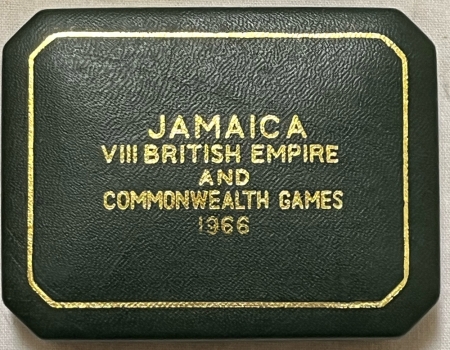 JAMAICA
VIII BRITISH EMPIRE
AND
COMMONWEALTH GAMES
1966